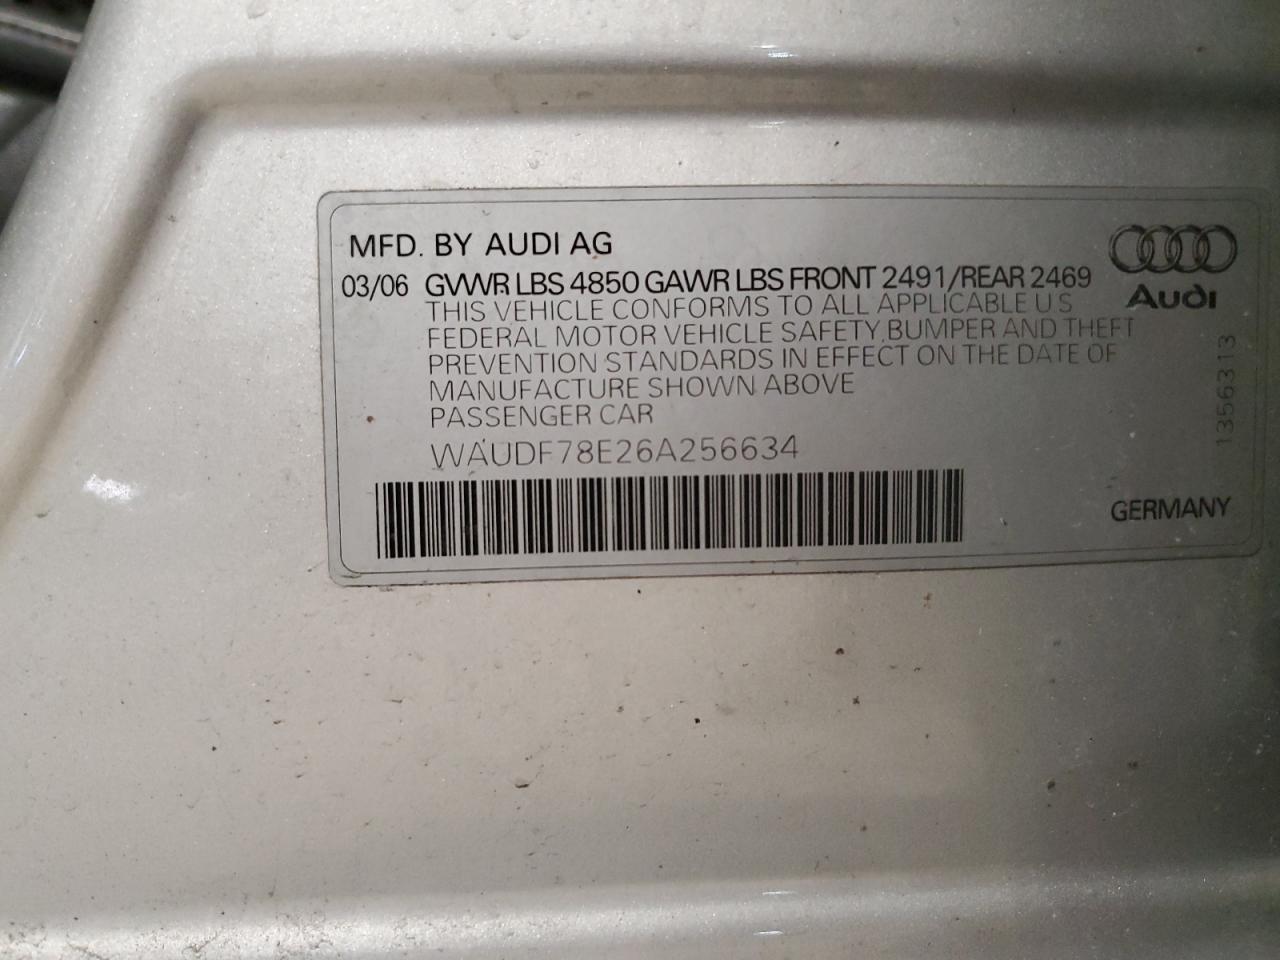 MFD. BY AUDI AG
03/06 GVWR LBS 4850 GAWR LBS FRONT 2491/REAR 2469
THIS VEHICLE CONFORMS TO ALL APPLICABLE U S
FEDERAL MOTOR VEHICLE SAFETY,BUMPER AND THEFT
PREVENTION STANDARDS IN EFFECT ON THE DATE OF
MANUFACTURE SHOWN ABOVE
PASSENGER CAR
WAUDF78E26A256634
Audi
1356313
GERMANY